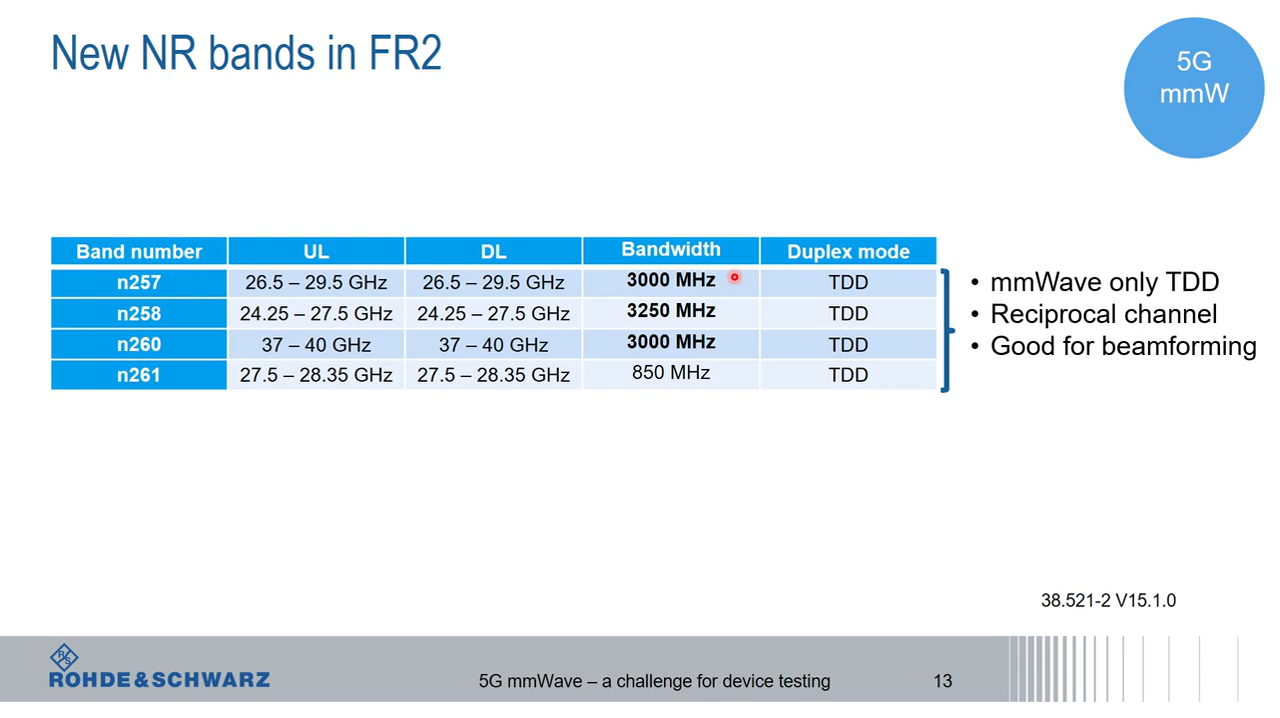 New NR bands in FR2
5G
mmW
Band number UL DL Bandwidth Duplex mode
n257 26.5 – 29.5 GHz 26.5 – 29.5 GHz 3000 MHz TDD
n258 24.25 – 27.5 GHz 24.25 – 27.5 GHz 3250 MHz TDD
n260 37 – 40 GHz 37 – 40 GHz 3000 MHz TDD
n261 27.5 – 28.35 GHz 27.5 – 28.35 GHz 850 MHz TDD
• mmWave only TDD
• Reciprocal channel
• Good for beamforming
38.521-2 V15.1.0
R S
ROHDE&SCHWARZ
5G mmWave – a challenge for device testing 13